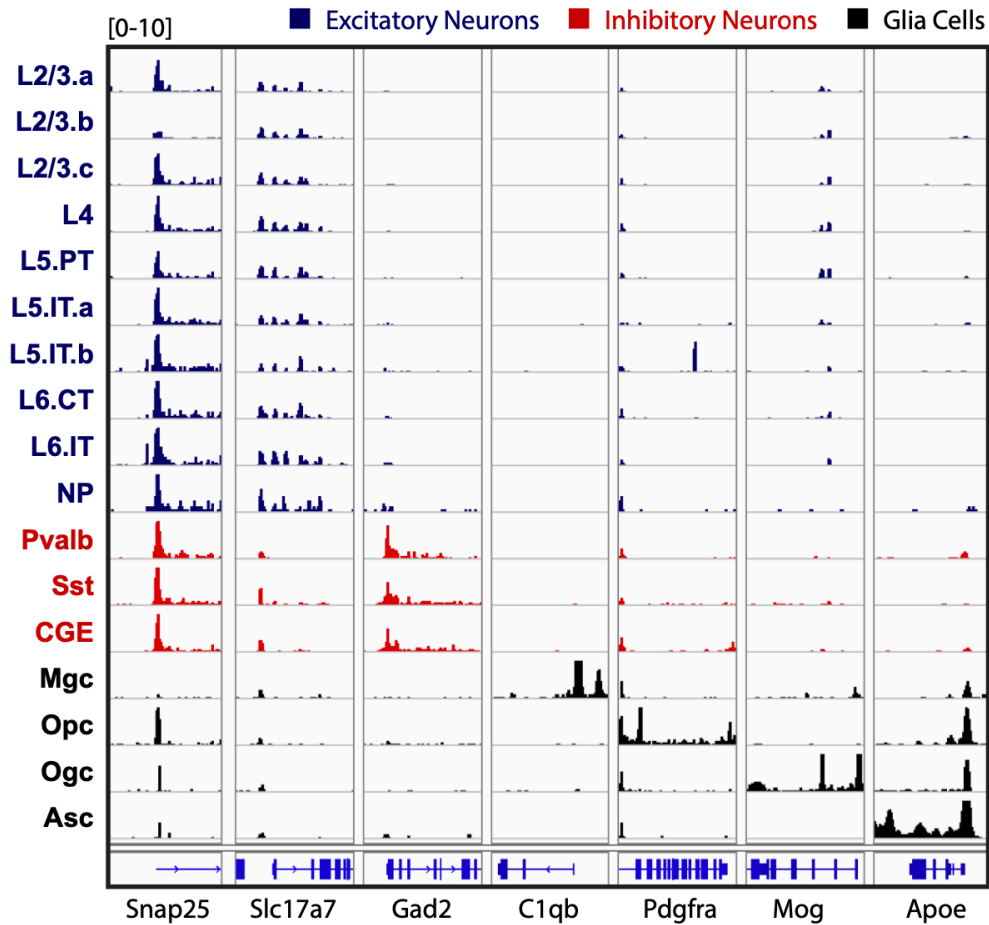 [0-10]
Excitatory Neurons Inhibitory Neurons Glia Cells
L2/3.a
L2/3.b
L2/3.c
L4
L5.PT
L5.IT.a
L5.IT.b
L6.CT
L6.IT
NP
Pvalb
Sst
CGE
Mgc
Opc
Ogc
Asc
Snap25 Slc17a7 Gad2 C1qb Pdgfra Mog Apoe